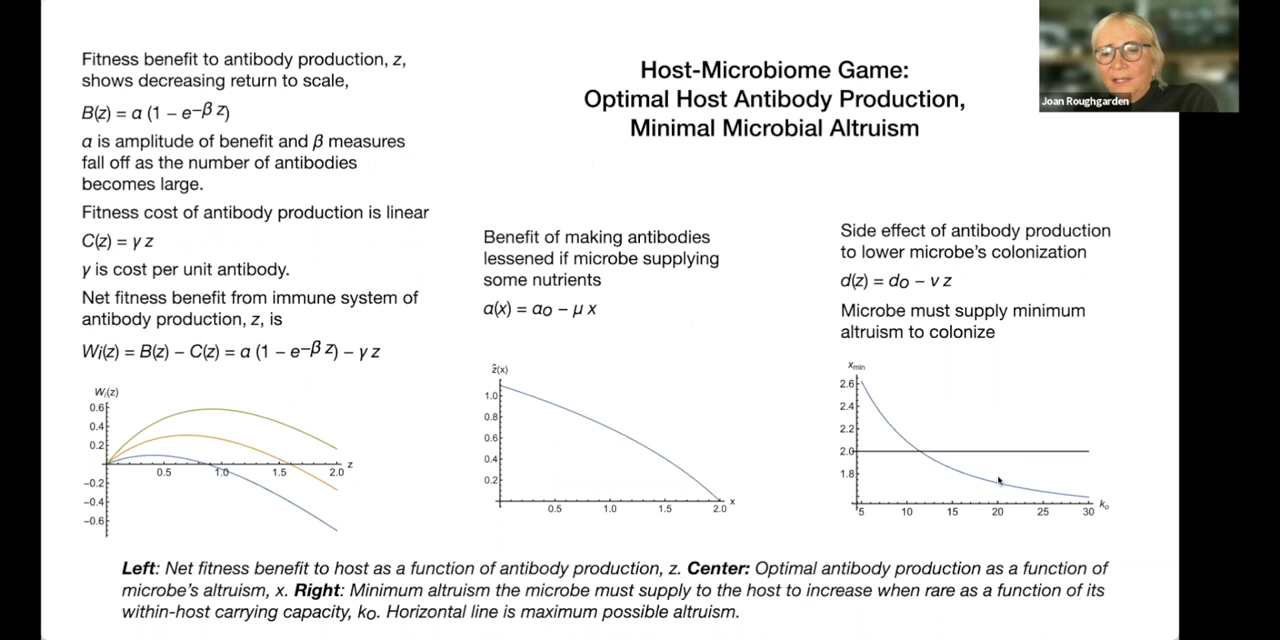 Fitness benefit to antibody production, z,
shows decreasing return to scale,
B(z) = α (1 − e–β z)
α is amplitude of benefit and β measures
fall off as the number of antibodies
becomes large.
Fitness cost of antibody production is linear
C(z) = γ z
γ is cost per unit antibody.
Net fitness benefit from immune system of
antibody production, z, is
Wi(z) = B(z) − C(z) = α (1 − e–β z) − γ z
Host-Microbiome Game:
Optimal Host Antibody Production,
Minimal Microbial Altruism
Joan Roughgarden
Benefit of making antibodies
lessened if microbe supplying
some nutrients
α(x) = αo − μ x
Side effect of antibody production
to lower microbe's colonization
d(z) = do − ν z
Microbe must supply minimum
altruism to colonize
Wi(z)
0.6
0.4
0.2
−0.2
−0.4
−0.6
0.5 1.0 1.5 2.0 z
ẑ(x)
1.0
0.8
0.6
0.4
0.2
0.5 1.0 1.5 2.0 x
xmin
2.6
2.4
2.2
2.0
1.8
5 10 15 20 25 30 ko
Left: Net fitness benefit to host as a function of antibody production, z. Center: Optimal antibody production as a function of
microbe's altruism, x. Right: Minimum altruism the microbe must supply to the host to increase when rare as a function of its
within-host carrying capacity, ko. Horizontal line is maximum possible altruism.